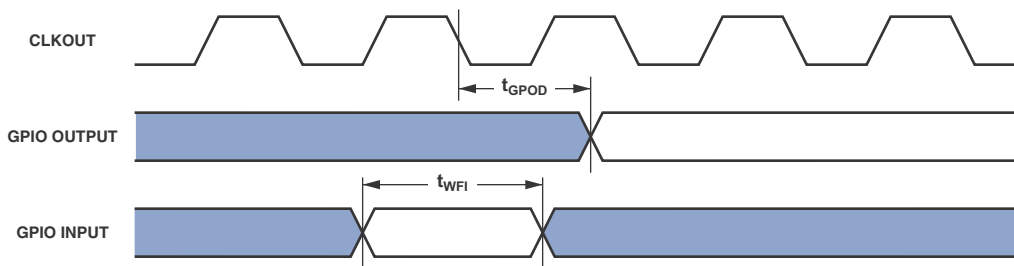 CLKOUT
tGPOD
GPIO OUTPUT
tWFI
GPIO INPUT